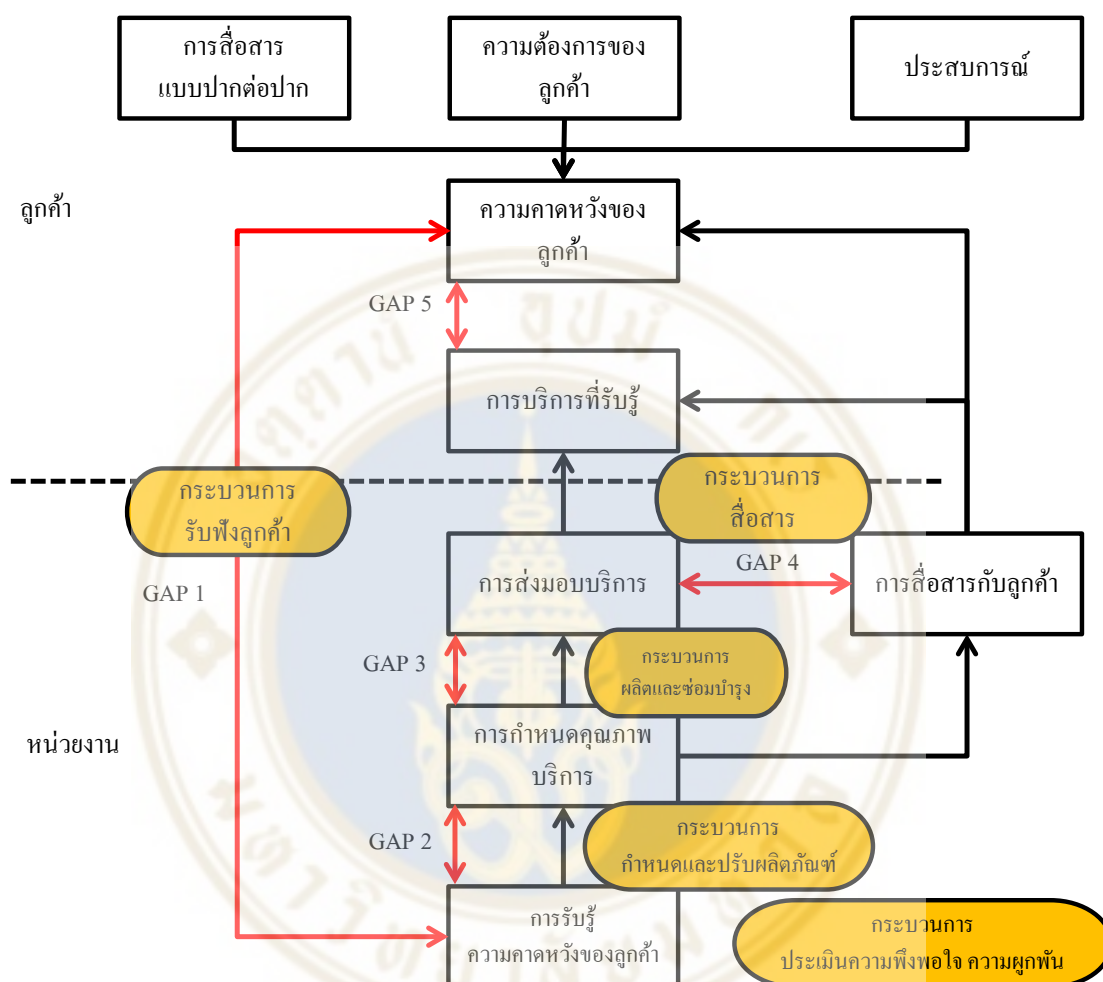 การสื่อสาร
แบบปากต่อปาก
ความต้องการของ
ลูกค้า
ประสบการณ์
ลูกค้า
ความคาดหวังของ
ลูกค้า
GAP 5
การบริการที่รับรู้
กระบวนการ
รับฟังลูกค้า
กระบวนการ
สื่อสาร
GAP 1
การส่งมอบบริการ
GAP 4
การสื่อสารกับลูกค้า
GAP 3
กระบวนการ
ผลิตและซ่อมบำรุง
หน่วยงาน
การกำหนดคุณภาพ
บริการ
GAP 2
กระบวนการ
กำหนดและปรับผลิตภัณฑ์
การรับรู้
ความคาดหวังของลูกค้า
กระบวนการ
ประเมินความพึงพอใจ ความผูกพัน